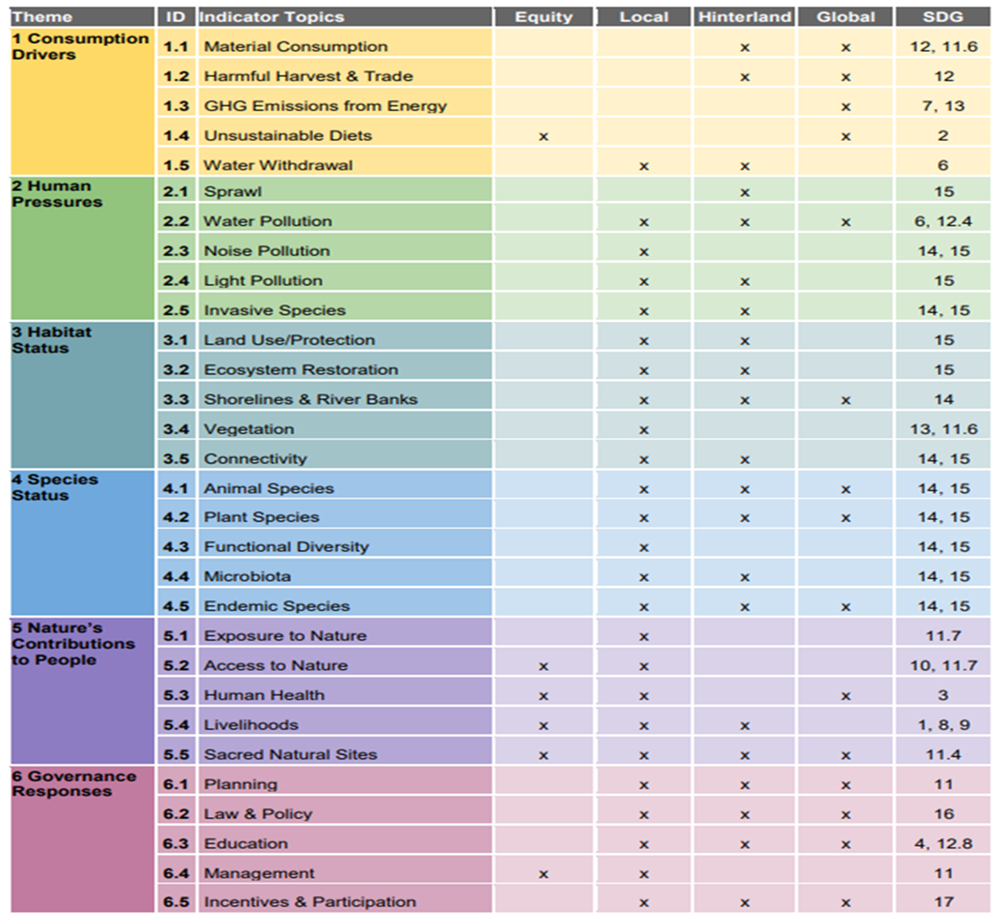 Theme ID Indicator Topics Equity Local Hinterland Global SDG
1 Consumption
Drivers
1.1 Material Consumption x x 12, 11.6
1.2 Harmful Harvest & Trade x x 12
1.3 GHG Emissions from Energy x 7, 13
1.4 Unsustainable Diets x x 2
1.5 Water Withdrawal x x 6
2 Human
Pressures
2.1 Sprawl x 15
2.2 Water Pollution x x x 6, 12.4
2.3 Noise Pollution x 14, 15
2.4 Light Pollution x x 15
2.5 Invasive Species x x 14, 15
3 Habitat
Status
3.1 Land Use/Protection x x 15
3.2 Ecosystem Restoration x x 15
3.3 Shorelines & River Banks x x x 14
3.4 Vegetation x 13, 11.6
3.5 Connectivity x x 14, 15
4 Species
Status
4.1 Animal Species x x x 14, 15
4.2 Plant Species x x x 14, 15
4.3 Functional Diversity x 14, 15
4.4 Microbiota x x 14, 15
4.5 Endemic Species x x x 14, 15
5 Nature’s
Contributions
to People
5.1 Exposure to Nature x 11.7
5.2 Access to Nature x x 10, 11.7
5.3 Human Health x x x 3
5.4 Livelihoods x x x 1, 8, 9
5.5 Sacred Natural Sites x x x x 11.4
6 Governance
Responses
6.1 Planning x x x 11
6.2 Law & Policy x x x 16
6.3 Education x x x 4, 12.8
6.4 Management x x 11
6.5 Incentives & Participation x x x 17